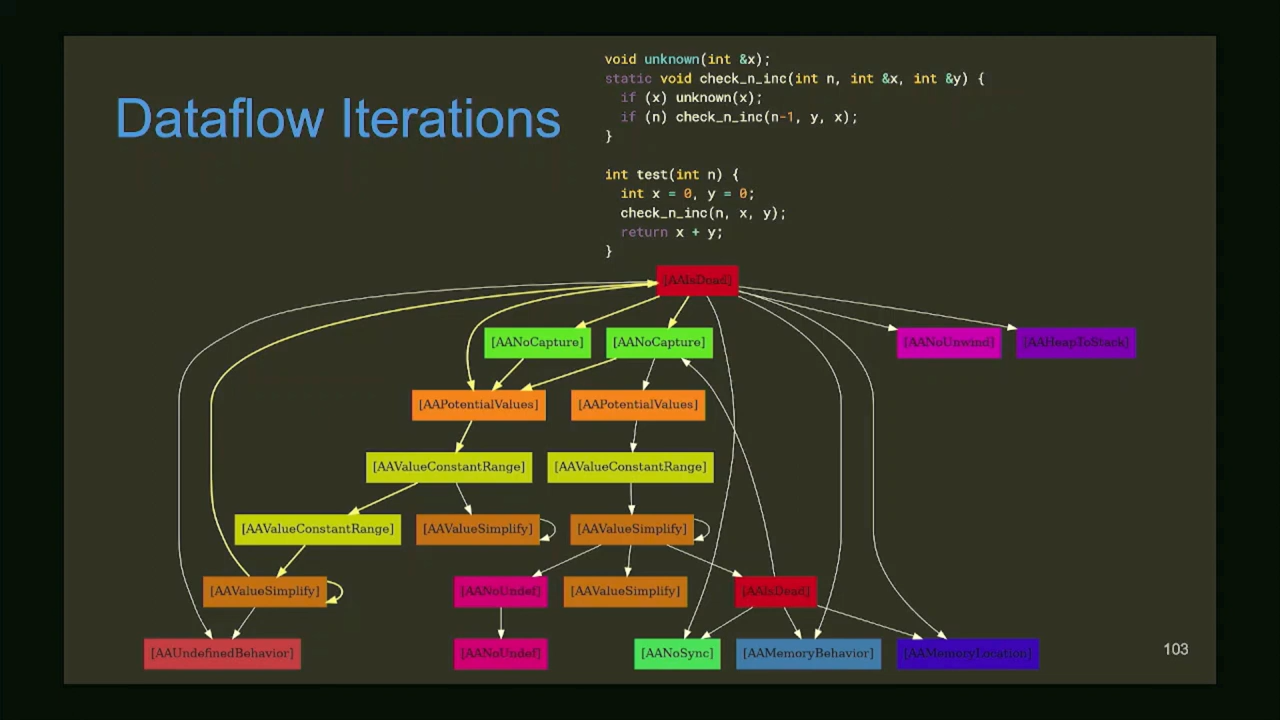 Dataflow Iterations
void unknown(int &x);
static void check_n_inc(int n, int &x, int &y) {
if (x) unknown(x);
if (n) check_n_inc(n-1, y, x);
}
int test(int n) {
int x = 0, y = 0;
check_n_inc(n, x, y);
return x + y;
}
[AAIsDead]
[AANoCapture] [AANoCapture] [AANoUnwind] [AAHeapToStack]
[AAPotentialValues] [AAPotentialValues]
[AAValueConstantRange] [AAValueConstantRange]
[AAValueConstantRange] [AAValueSimplify] [AAValueSimplify]
[AAValueSimplify] [AANoUndef] [AAValueSimplify] [AAIsDead]
[AAUndefinedBehavior] [AANoUndef] [AANoSync] [AAMemoryBehavior] [AAMemoryLocation]
103